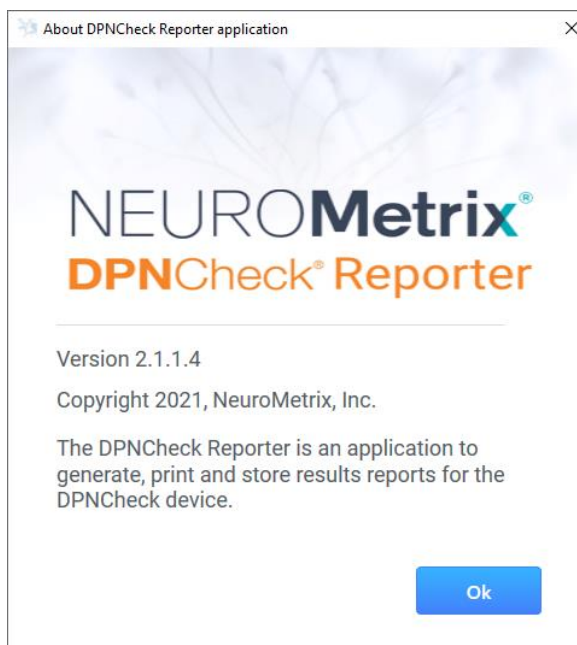 About DPNCheck Reporter application
NEUROMetrix®
DPNCheck® Reporter
Version 2.1.1.4
Copyright 2021, NeuroMetrix, Inc.
The DPNCheck Reporter is an application to
generate, print and store results reports for the
DPNCheck device.
Ok